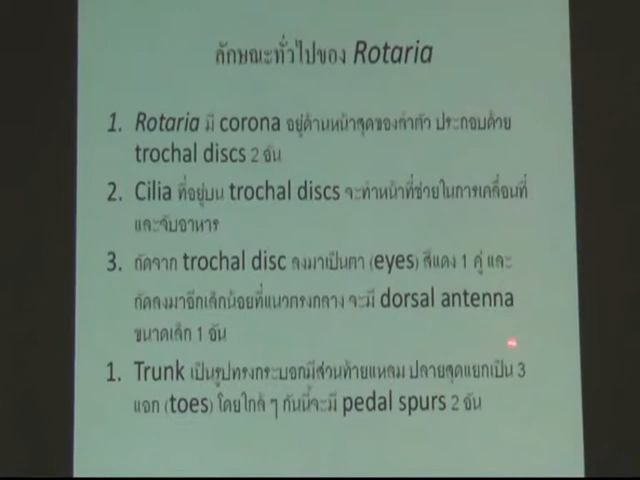 ลักษณะทั่วไปของ Rotaria
1. Rotaria มี corona อยู่ด้านหน้าสุดของลำตัว ประกอบด้วย
trochal discs 2 อัน
2. Cilia ที่อยู่บน trochal discs จะทำหน้าที่ช่วยในการเคลื่อนที่
และจับอาหาร
3. ถัดจาก trochal disc ลงมาเป็นตา (eyes) สีแดง 1 คู่ และ
ถัดลงมาอีกเล็กน้อยที่แนวตรงกลาง จะมี dorsal antenna
ขนาดเล็ก 1 อัน
1. Trunk เป็นรูปทรงกระบอกมีส่วนท้ายแหลม ปลายสุดแยกเป็น 3
แฉก (toes) โดยใกล้ ๆ กันนี้จะมี pedal spurs 2 อัน